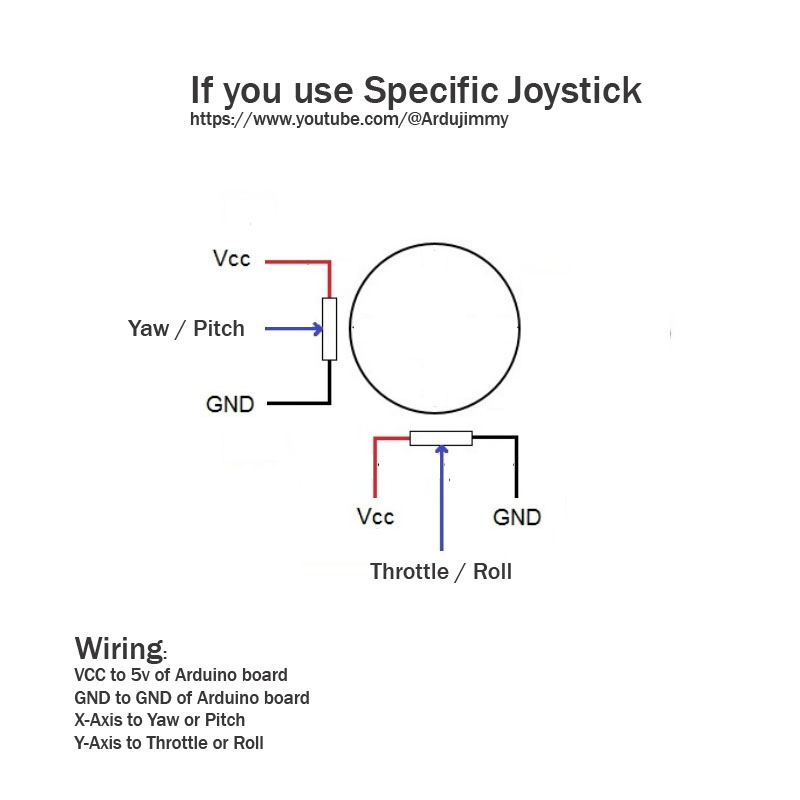 If you use Specific Joystick
https://www.youtube.com/@Ardujimmy
Vcc
Yaw / Pitch
GND
Vcc
GND
Throttle / Roll
Wiring:
VCC to 5v of Arduino board
GND to GND of Arduino board
X-Axis to Yaw or Pitch
Y-Axis to Throttle or Roll